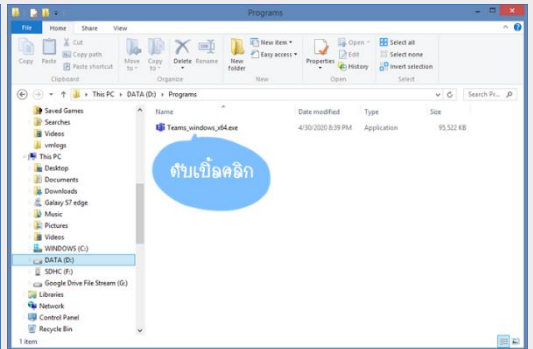 Programs
File Home Share View
Copy
Paste
Cut
Copy path
Paste shortcut
Clipboard
Move to
Copy to
Delete
Rename
Organize
New folder
New item
Easy access
New
Properties
Open
Edit
History
Open
Select all
Select none
Invert selection
Select
This PC DATA (D:) Programs
Search Pr...
Name Date modified Type Size
Teams_windows_x64.exe 4/30/2020 8:39 PM Application 95,522 KB
ดับเบิ้ลคลิก
Saved Games
Searches
Videos
vmlogs
This PC
Desktop
Documents
Downloads
Galaxy S7 edge
Music
Pictures
Videos
WINDOWS (C:)
DATA (D:)
SDHC (F:)
Google Drive File Stream (G:)
Libraries
Network
Control Panel
Recycle Bin
1 item